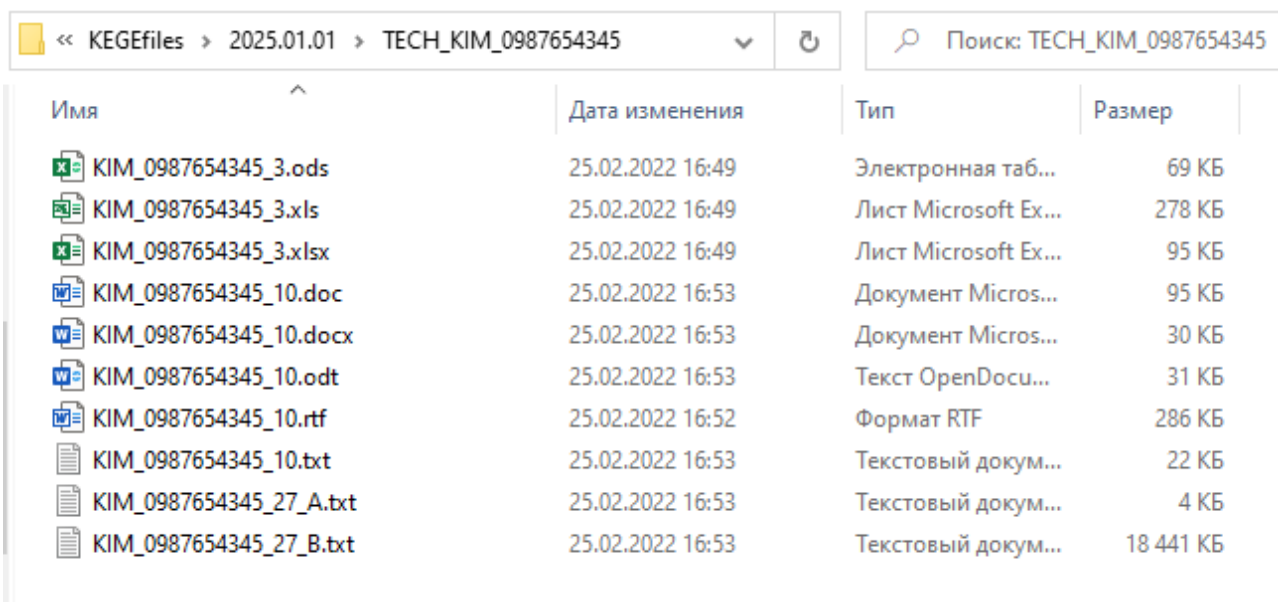 « KEGEfiles › 2025.01.01 › TECH_KIM_0987654345 Поиск: TECH_KIM_0987654345
Имя Дата изменения Тип Размер
KIM_0987654345_3.ods 25.02.2022 16:49 Электронная таб... 69 КБ
KIM_0987654345_3.xls 25.02.2022 16:49 Лист Microsoft Ex... 278 КБ
KIM_0987654345_3.xlsx 25.02.2022 16:49 Лист Microsoft Ex... 95 КБ
KIM_0987654345_10.doc 25.02.2022 16:53 Документ Micros... 95 КБ
KIM_0987654345_10.docx 25.02.2022 16:53 Документ Micros... 30 КБ
KIM_0987654345_10.odt 25.02.2022 16:53 Текст OpenDocu... 31 КБ
KIM_0987654345_10.rtf 25.02.2022 16:52 Формат RTF 286 КБ
KIM_0987654345_10.txt 25.02.2022 16:53 Текстовый докум... 22 КБ
KIM_0987654345_27_A.txt 25.02.2022 16:53 Текстовый докум... 4 КБ
KIM_0987654345_27_B.txt 25.02.2022 16:53 Текстовый докум... 18 441 КБ